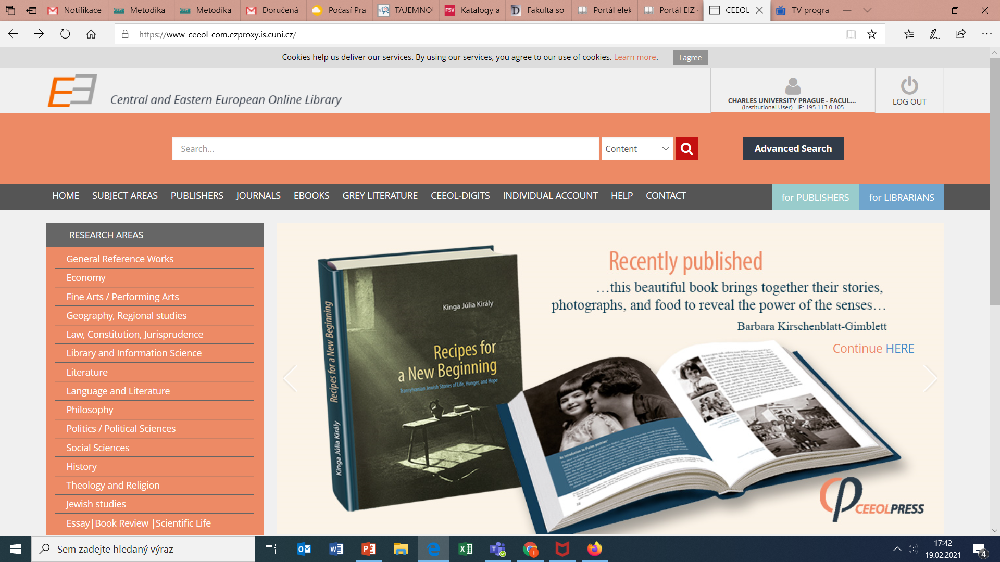 Notifikace
Metodika
Metodika
Doručená
Počasí Pra
TAJEMNO
FSV Katalogy a
Fakulta so
Portál elek
Portál EIZ
CEEOL
TV progra
https://www-ceeol-com.ezproxy.is.cuni.cz/
Cookies help us deliver our services. By using our services, you agree to our use of cookies. Learn more. I agree
Central and Eastern European Online Library
CHARLES UNIVERSITY PRAGUE - FACUL...
(Institutional User) - IP: 195.113.0.105
LOG OUT
Search...
Content
Advanced Search
HOME SUBJECT AREAS PUBLISHERS JOURNALS EBOOKS GREY LITERATURE CEEOL-DIGITS INDIVIDUAL ACCOUNT HELP CONTACT for PUBLISHERS for LIBRARIANS
RESEARCH AREAS
General Reference Works
Economy
Fine Arts / Performing Arts
Geography, Regional studies
Law, Constitution, Jurisprudence
Library and Information Science
Literature
Language and Literature
Philosophy
Politics / Political Sciences
Social Sciences
History
Theology and Religion
Jewish studies
Essay|Book Review |Scientific Life
Recently published
…this beautiful book brings together their stories,
photographs, and food to reveal the power of the senses…
Barbara Kirschenblatt-Gimblett
Continue HERE
Kinga Júlia Király
Recipes for
a New Beginning
Transylvanian Jewish Stories of Life, Hunger, and Hope
Recipes for a New Beginning
Kinga Júlia Király
CEEOLPRESS
Sem zadejte hledaný výraz
17:42
19.02.2021
4